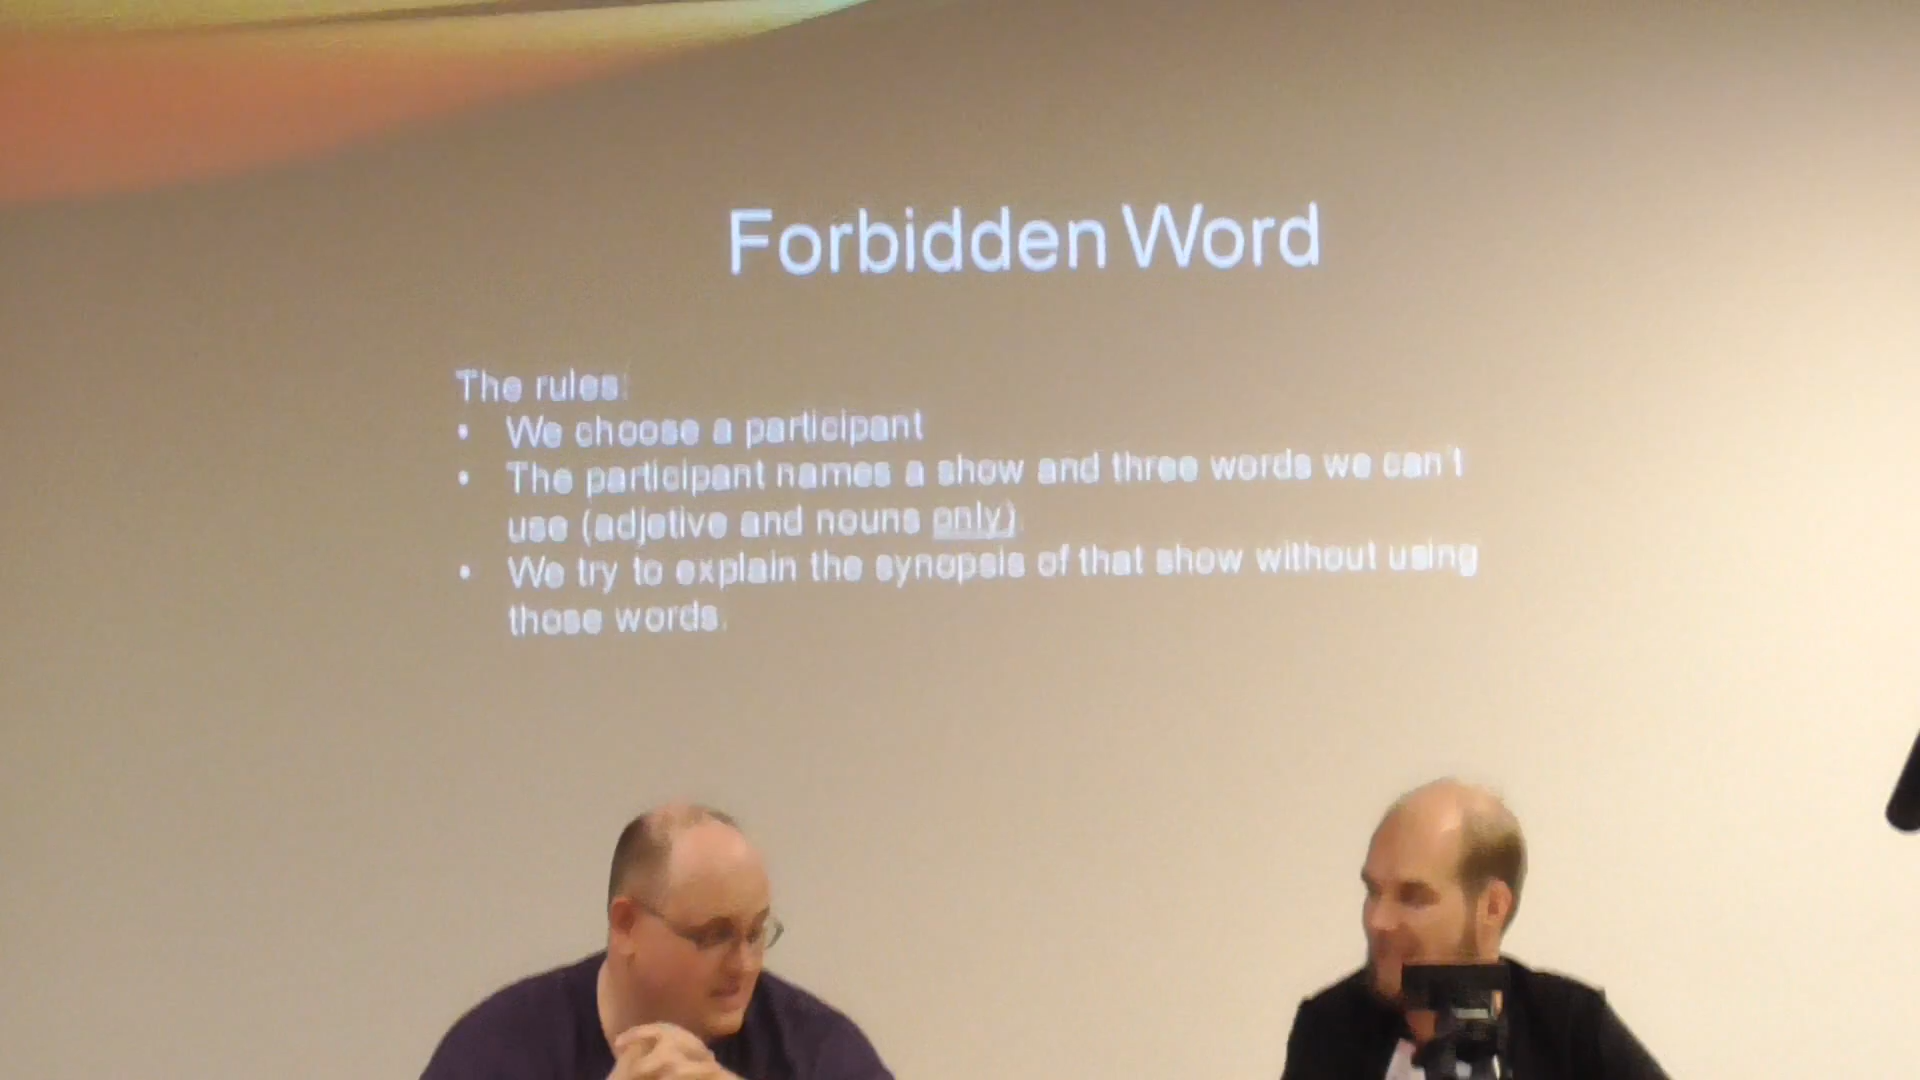 Forbidden Word
The rules:
• We choose a participant
• The participant names a show and three words we can't
use (adjetive and nouns only)
• We try to explain the synopsis of that show without using
those words.